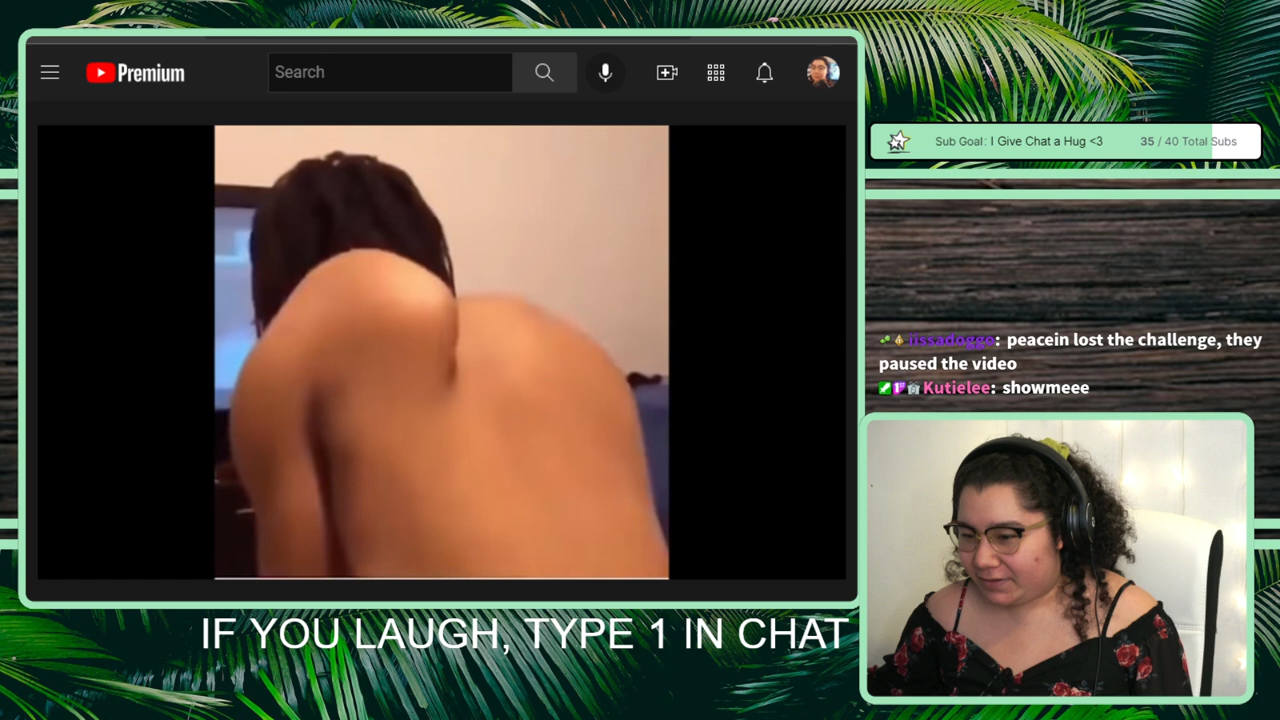 Premium
Search
Sub Goal: I Give Chat a Hug <3 35 / 40 Total Subs
iissadoggo: peacein lost the challenge, they
paused the video
Kutielee: showmeee
IF YOU LAUGH, TYPE 1 IN CHAT